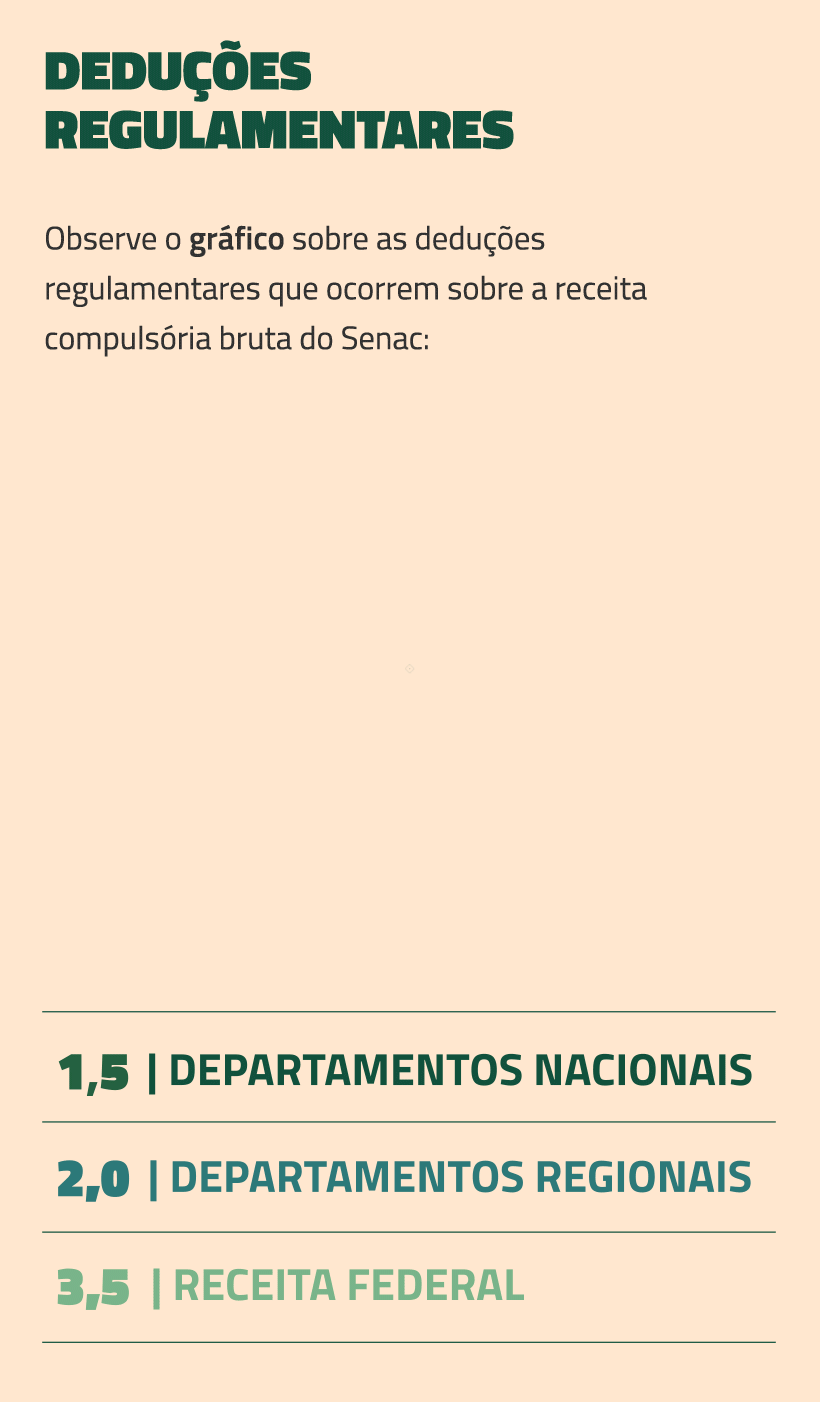 DEDUÇÕES
REGULAMENTARES
Observe o gráfico sobre as deduções
regulamentares que ocorrem sobre a receita
compulsória bruta do Senac:
1,5 | DEPARTAMENTOS NACIONAIS
2,0 | DEPARTAMENTOS REGIONAIS
3,5 | RECEITA FEDERAL